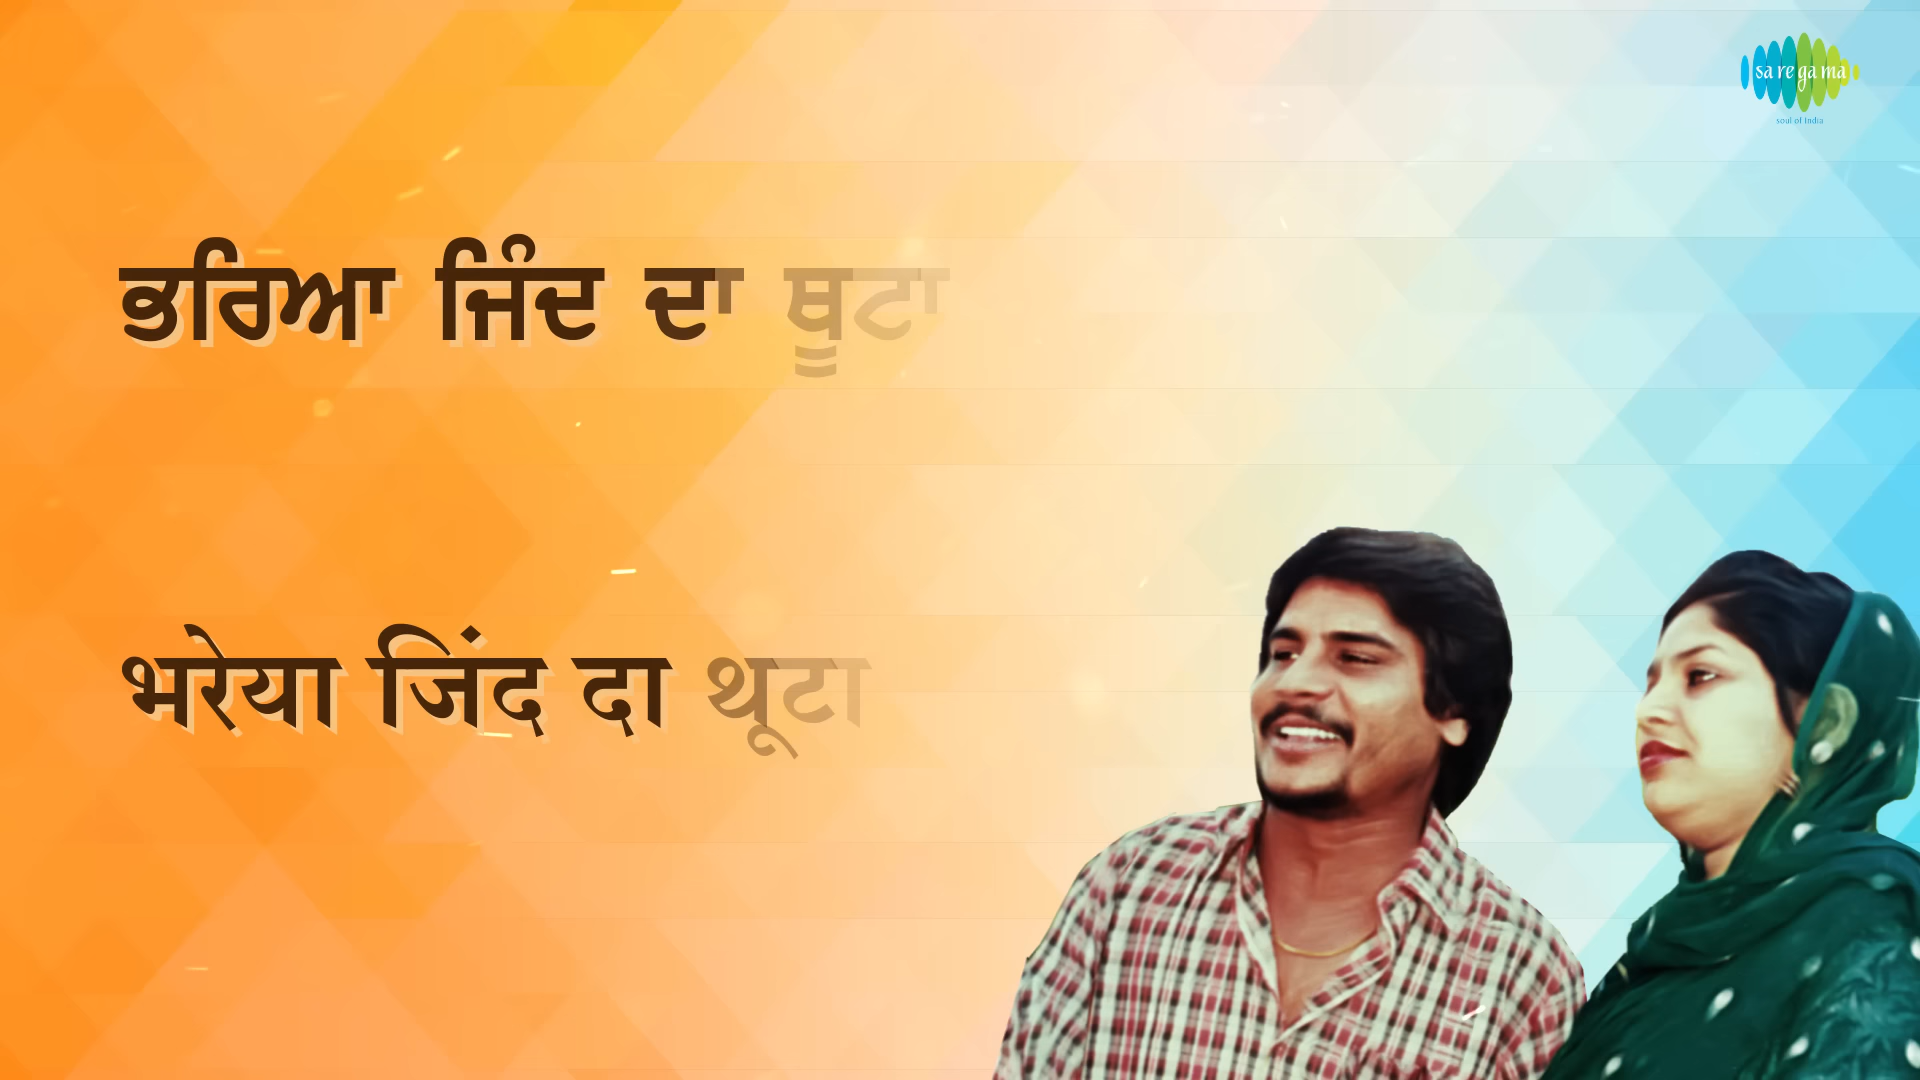 sa re ga ma
soul of India
ਭਰਿਆ ਜਿੰਦ ਦਾ ਥੂਟਾ
भरेया जिंद दा थूटा